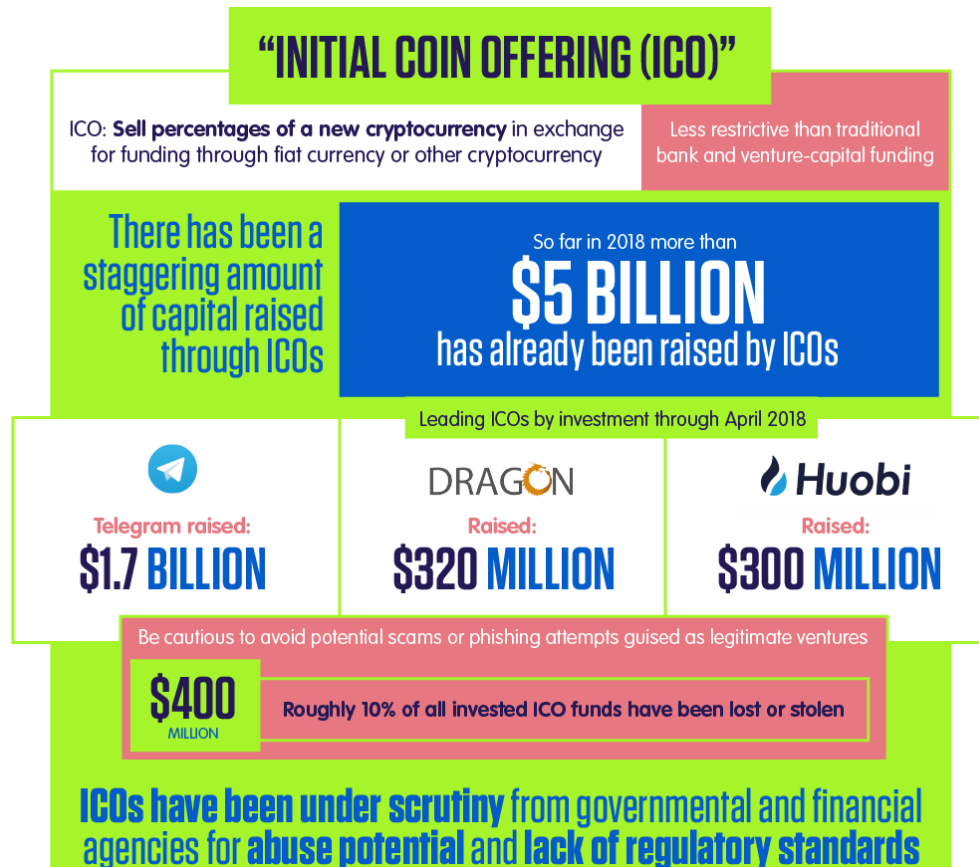 “INITIAL COIN OFFERING (ICO)”
ICO: Sell percentages of a new cryptocurrency in exchange
for funding through fiat currency or other cryptocurrency
Less restrictive than traditional
bank and venture-capital funding
There has been a
staggering amount
of capital raised
through ICOs
So far in 2018 more than
$5 BILLION
has already been raised by ICOs
Leading ICOs by investment through April 2018
Telegram raised:
$1.7 BILLION
DRAGON
Raised:
$320 MILLION
Huobi
Raised:
$300 MILLION
Be cautious to avoid potential scams or phishing attempts guised as legitimate ventures
$400
MILLION
Roughly 10% of all invested ICO funds have been lost or stolen
ICOs have been under scrutiny from governmental and financial
agencies for abuse potential and lack of regulatory standards